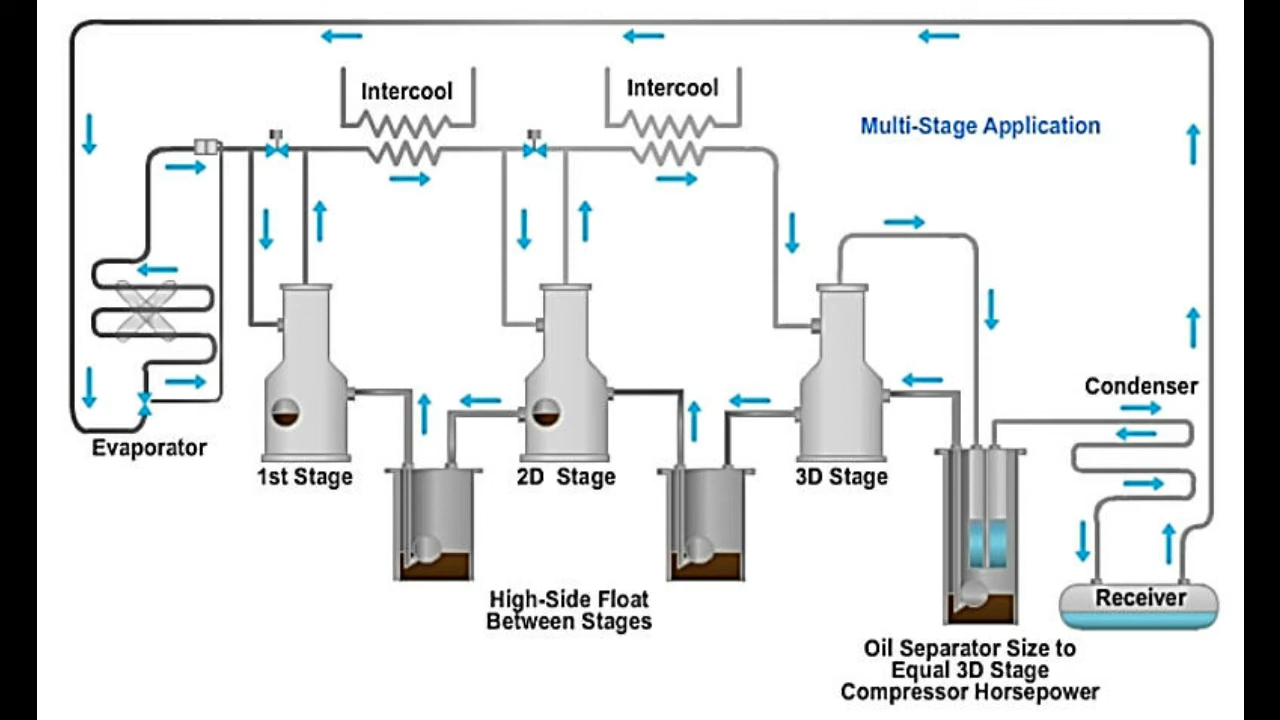 Intercool
Intercool
Multi-Stage Application
Condenser
Evaporator
1st Stage
2D Stage
3D Stage
High-Side Float
Between Stages
Receiver
Oil Separator Size to
Equal 3D Stage
Compressor Horsepower